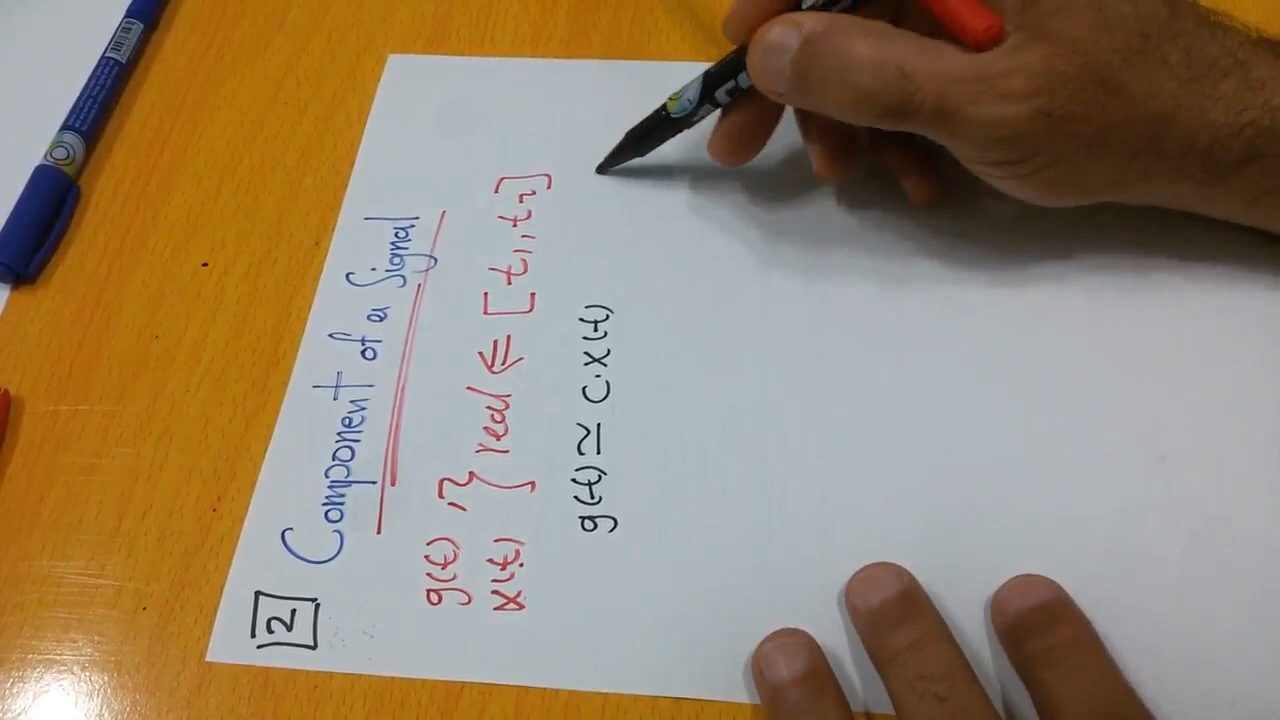 2 Component of a Signal
g(t) ,
x(t) } real ⇐ [t₁, t₂]
g(t) ≃ c.x(t)